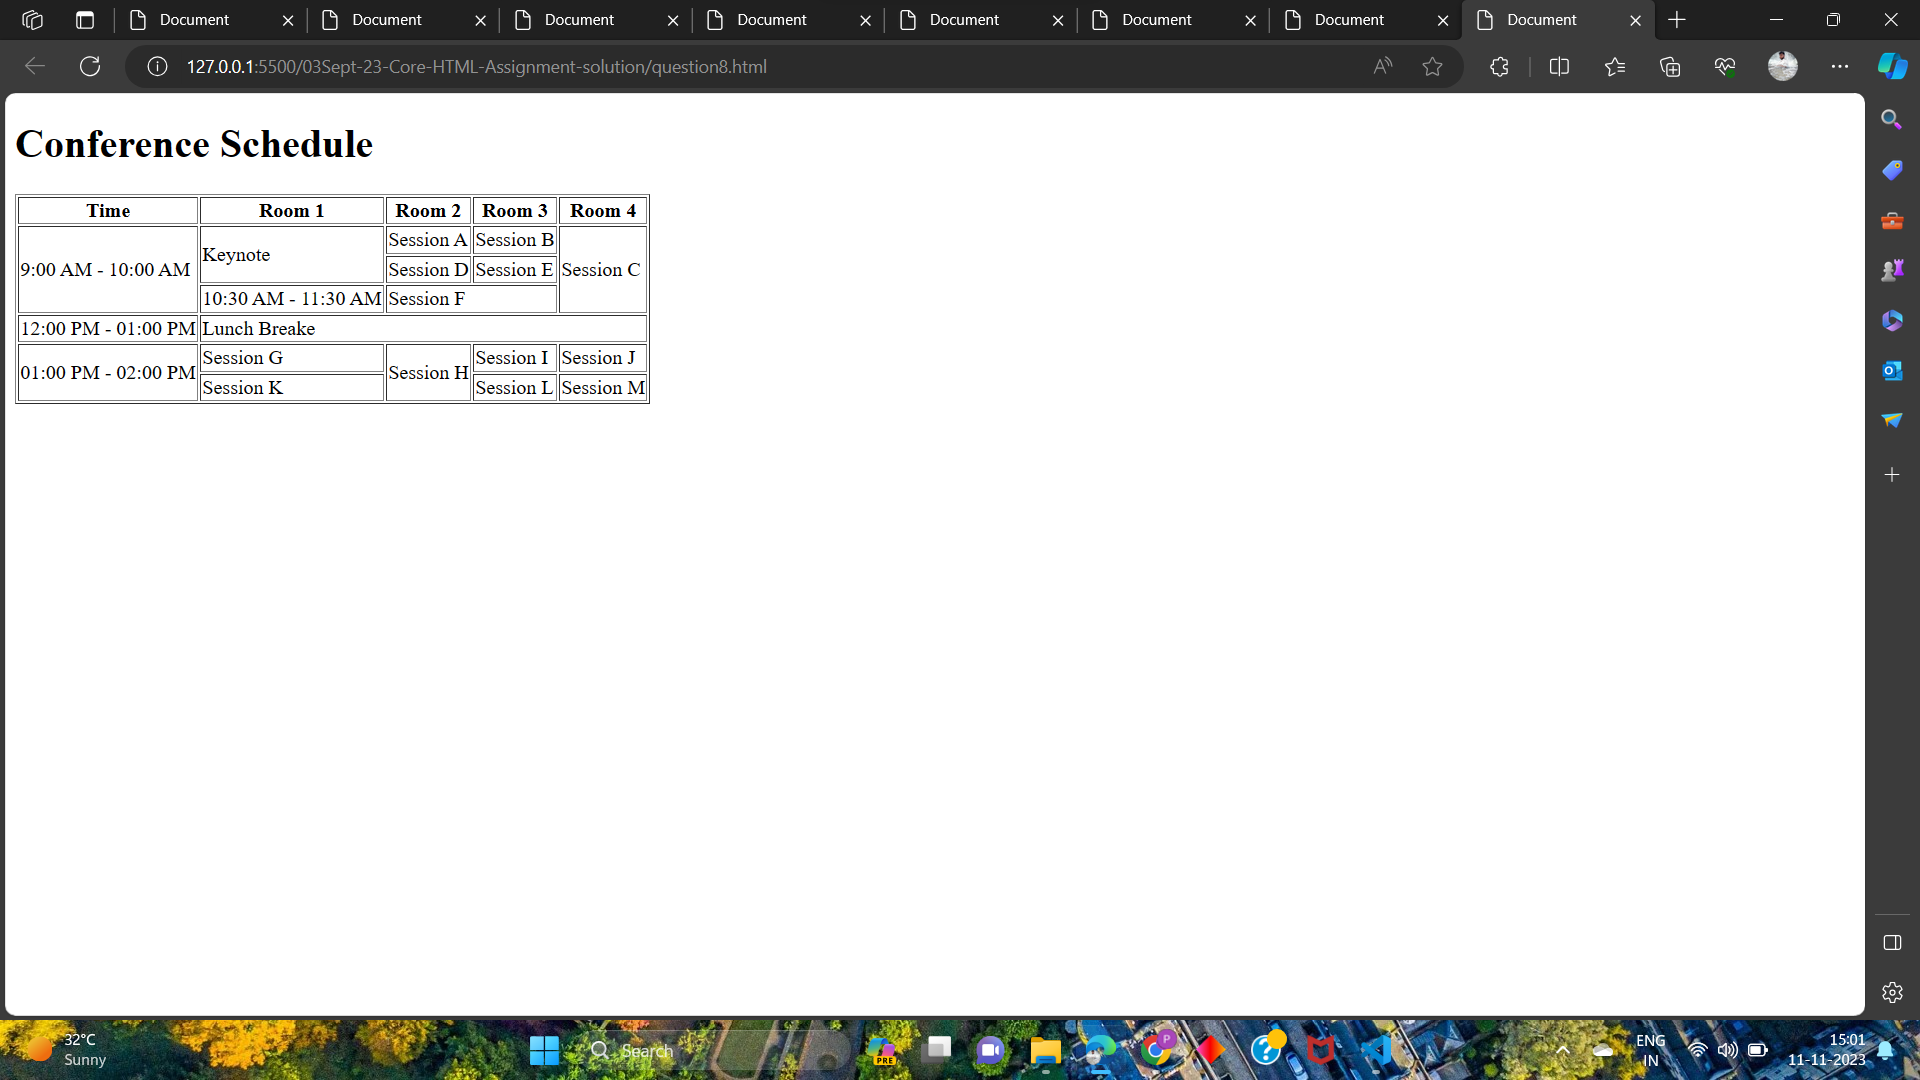 Document Document Document Document Document Document Document Document
127.0.0.1:5500/03Sept-23-Core-HTML-Assignment-solution/question8.html
Conference Schedule
Time Room 1 Room 2 Room 3 Room 4
9:00 AM - 10:00 AM Keynote Session A Session B Session C
Session D Session E
10:30 AM - 11:30 AM Session F
12:00 PM - 01:00 PM Lunch Breake
01:00 PM - 02:00 PM Session G Session H Session I Session J
Session K Session L Session M
32°C
Sunny
Search
PRE
P
ENG
IN
15:01
11-11-2023